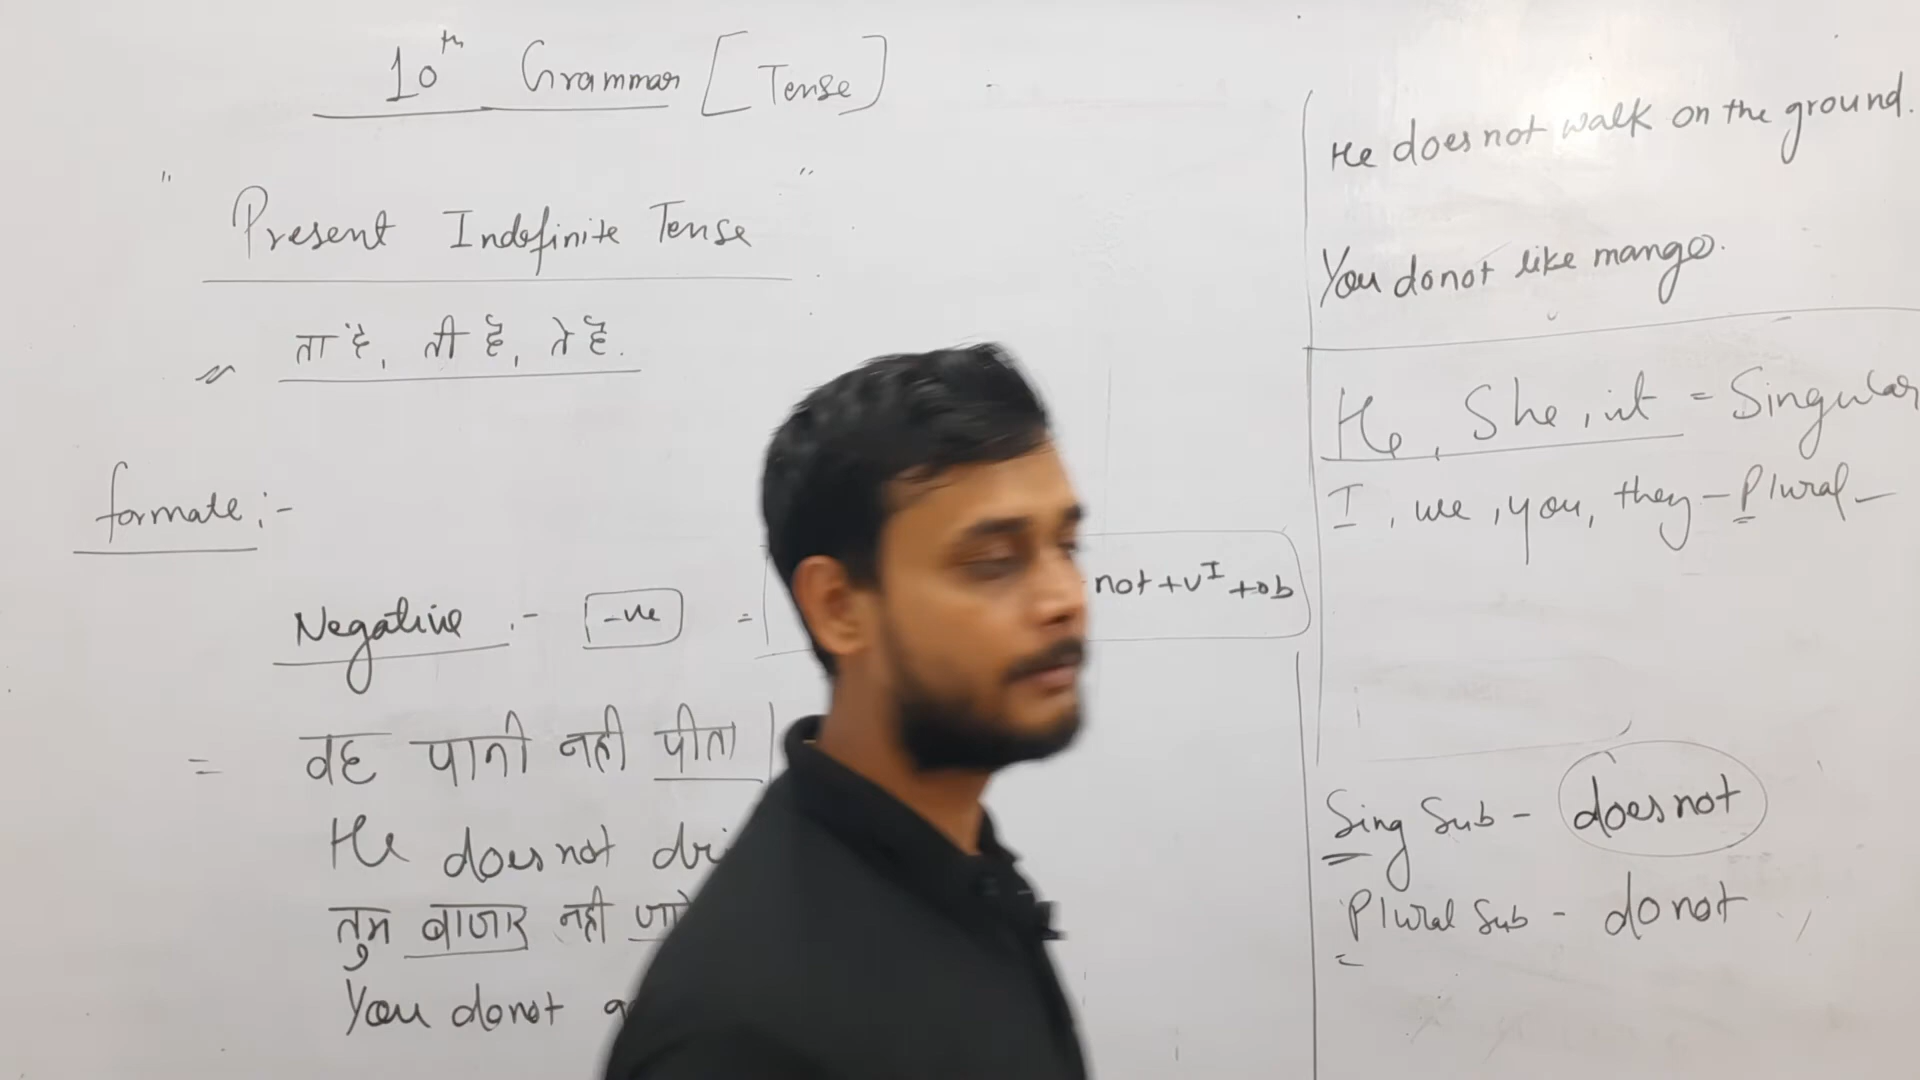 10th Grammar [Tense]
" Present Indefinite Tense "
ता है, ती है, ते है.
formate :-
Negative :- -ve =
not + v I + ob
= वह पानी नही पीता
He does not
तुम बाजार नही
You donot
He does not walk on the ground.
You donot like mango.
He, She, it = Singular
I, we, you, they - Plural -
Sing Sub - does not
Plural Sub - do not